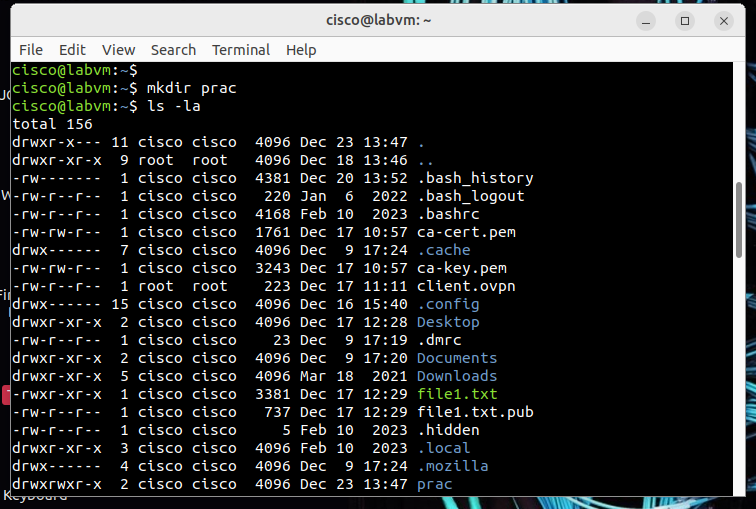 cisco@labvm: ~
File Edit View Search Terminal Help
cisco@labvm:~$
cisco@labvm:~$ mkdir prac
cisco@labvm:~$ ls -la
total 156
drwxr-x--- 11 cisco cisco  4096 Dec 23 13:47 .
drwxr-xr-x  9 root  root   4096 Dec 18 13:46 ..
-rw-------  1 cisco cisco  4381 Dec 20 13:52 .bash_history
-rw-r--r--  1 cisco cisco   220 Jan  6  2022 .bash_logout
-rw-r--r--  1 cisco cisco  4168 Feb 10  2023 .bashrc
-rw-rw-r--  1 cisco cisco  1761 Dec 17 10:57 ca-cert.pem
drwx------  7 cisco cisco  4096 Dec  9 17:24 .cache
-rw-rw-r--  1 cisco cisco  3243 Dec 17 10:57 ca-key.pem
-rw-r--r--  1 root  root    223 Dec 17 11:11 client.ovpn
drwx------ 15 cisco cisco  4096 Dec 16 15:40 .config
drwxr-xr-x  2 cisco cisco  4096 Dec 17 12:28 Desktop
-rw-r--r--  1 cisco cisco    23 Dec  9 17:19 .dmrc
drwxr-xr-x  2 cisco cisco  4096 Dec  9 17:20 Documents
drwxr-xr-x  5 cisco cisco  4096 Mar 18  2021 Downloads
-rwxr-xr-x  1 cisco cisco  3381 Dec 17 12:29 file1.txt
-rw-r--r--  1 cisco cisco   737 Dec 17 12:29 file1.txt.pub
-rw-r--r--  1 cisco cisco     5 Feb 10  2023 .hidden
drwxr-xr-x  3 cisco cisco  4096 Feb 10  2023 .local
drwx------  4 cisco cisco  4096 Dec  9 17:24 .mozilla
drwxrwxr-x  2 cisco cisco  4096 Dec 23 13:47 prac